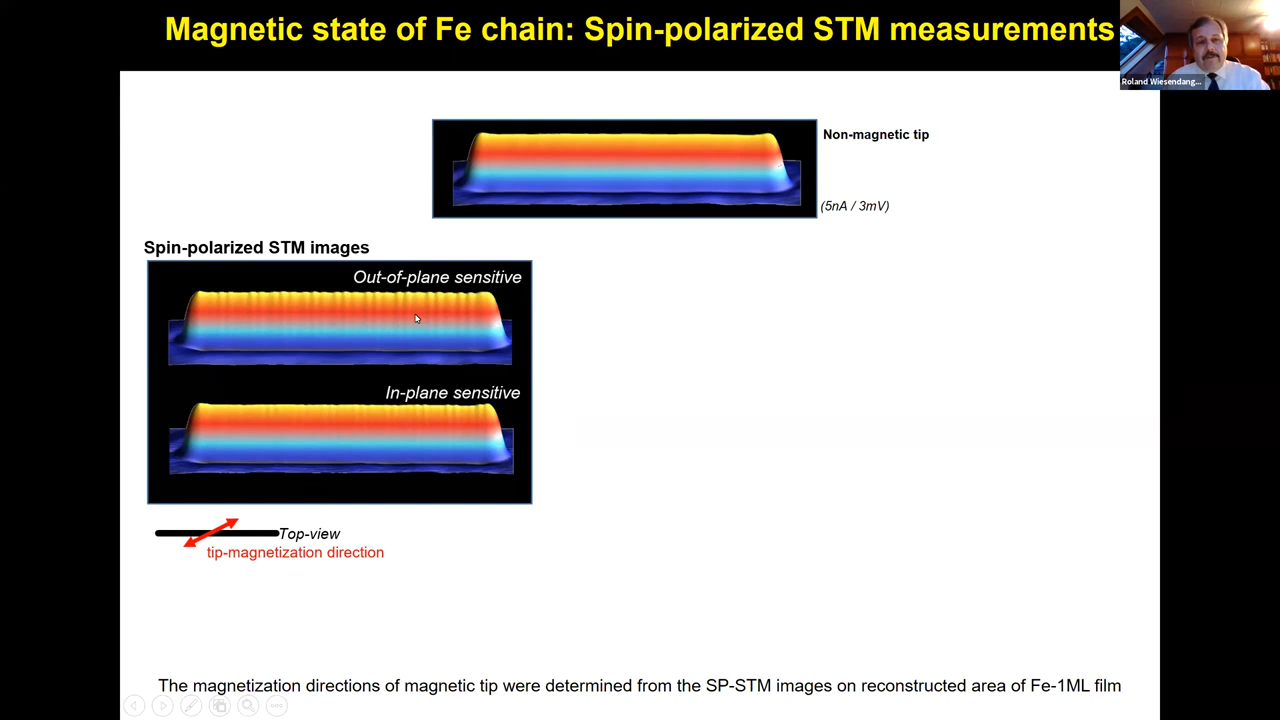 Magnetic state of Fe chain: Spin-polarized STM measurements
Roland Wiesendang...
Non-magnetic tip
(5nA / 3mV)
Spin-polarized STM images
Out-of-plane sensitive
In-plane sensitive
Top-view
tip-magnetization direction
The magnetization directions of magnetic tip were determined from the SP-STM images on reconstructed area of Fe-1ML film